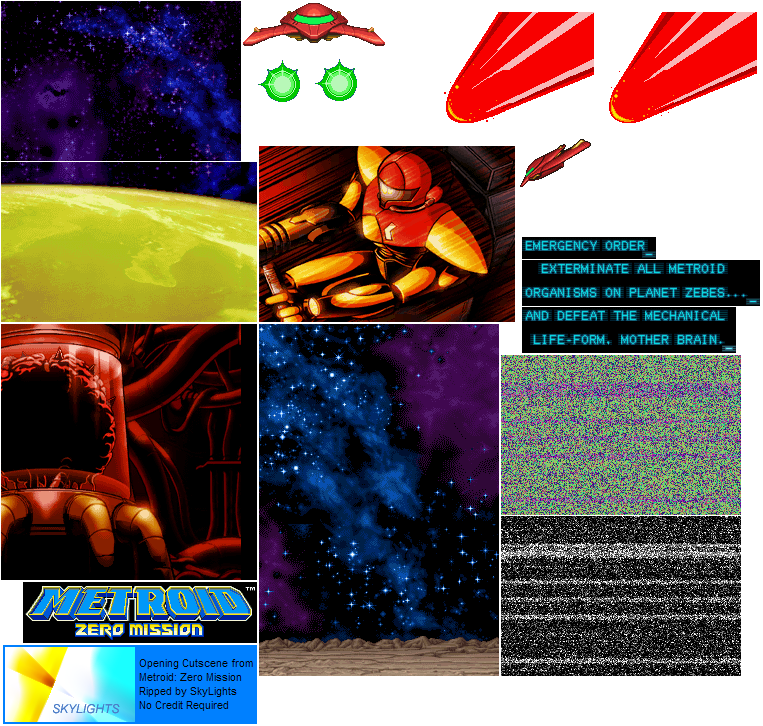 EMERGENCY ORDER_
EXTERMINATE ALL METROID
ORGANISMS ON PLANET ZEBES..._
AND DEFEAT THE MECHANICAL
LIFE-FORM, MOTHER BRAIN._
METROID™
ZERO MISSION
SKYLIGHTS
Opening Cutscene from
Metroid: Zero Mission
Ripped by SkyLights
No Credit Required